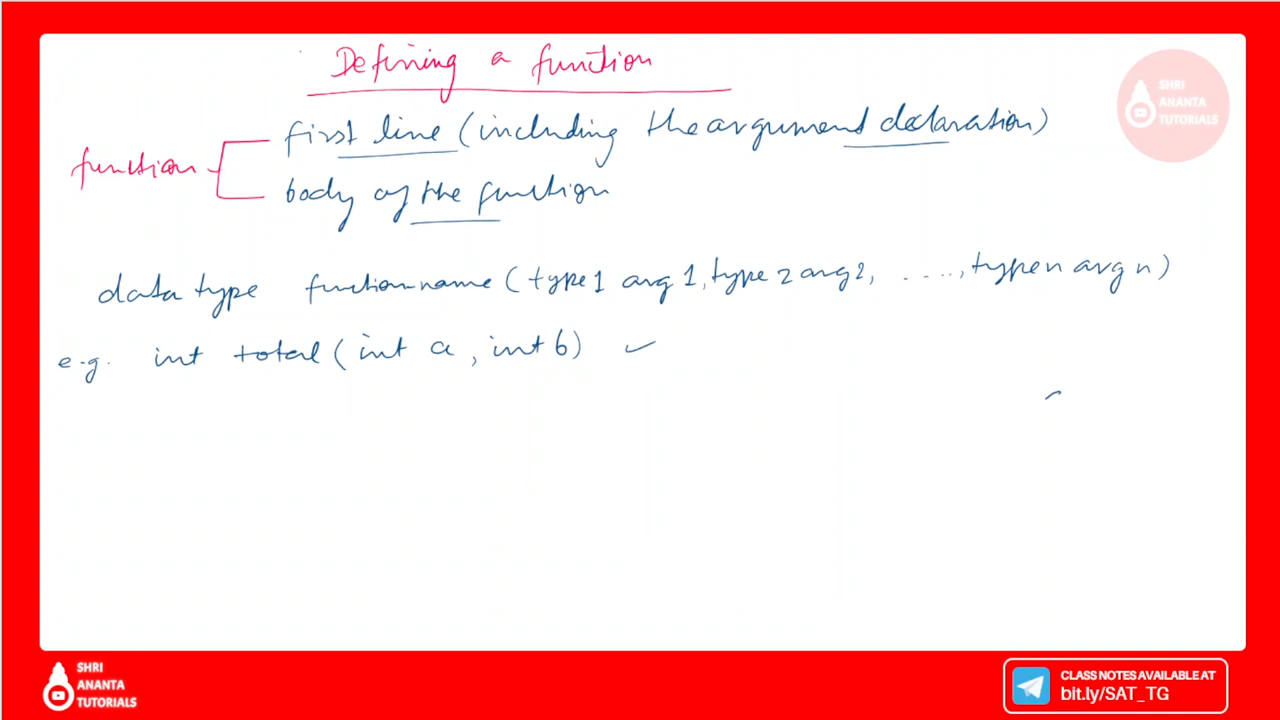 Defining a function
SHRI
ANANTA
TUTORIALS
function
first line (including the argument declaration)
body of the function
data type function name (type 1 arg 1, type 2 arg 2, ....., type n arg n)
e.g. int total (int a, int b) ✓
SHRI
ANANTA
TUTORIALS
CLASS NOTES AVAILABLE AT
bit.ly/SAT_TG